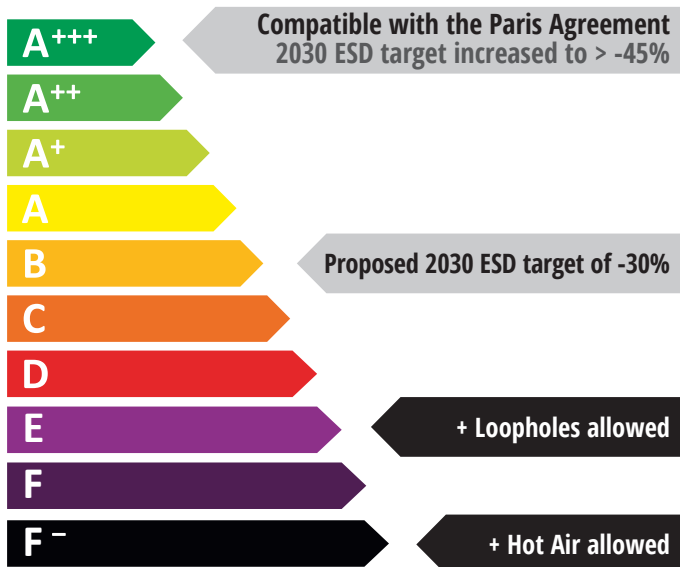 A+++
Compatible with the Paris Agreement
2030 ESD target increased to > -45%
A++
A+
A
B
Proposed 2030 ESD target of -30%
C
D
E
+ Loopholes allowed
F
F -
+ Hot Air allowed